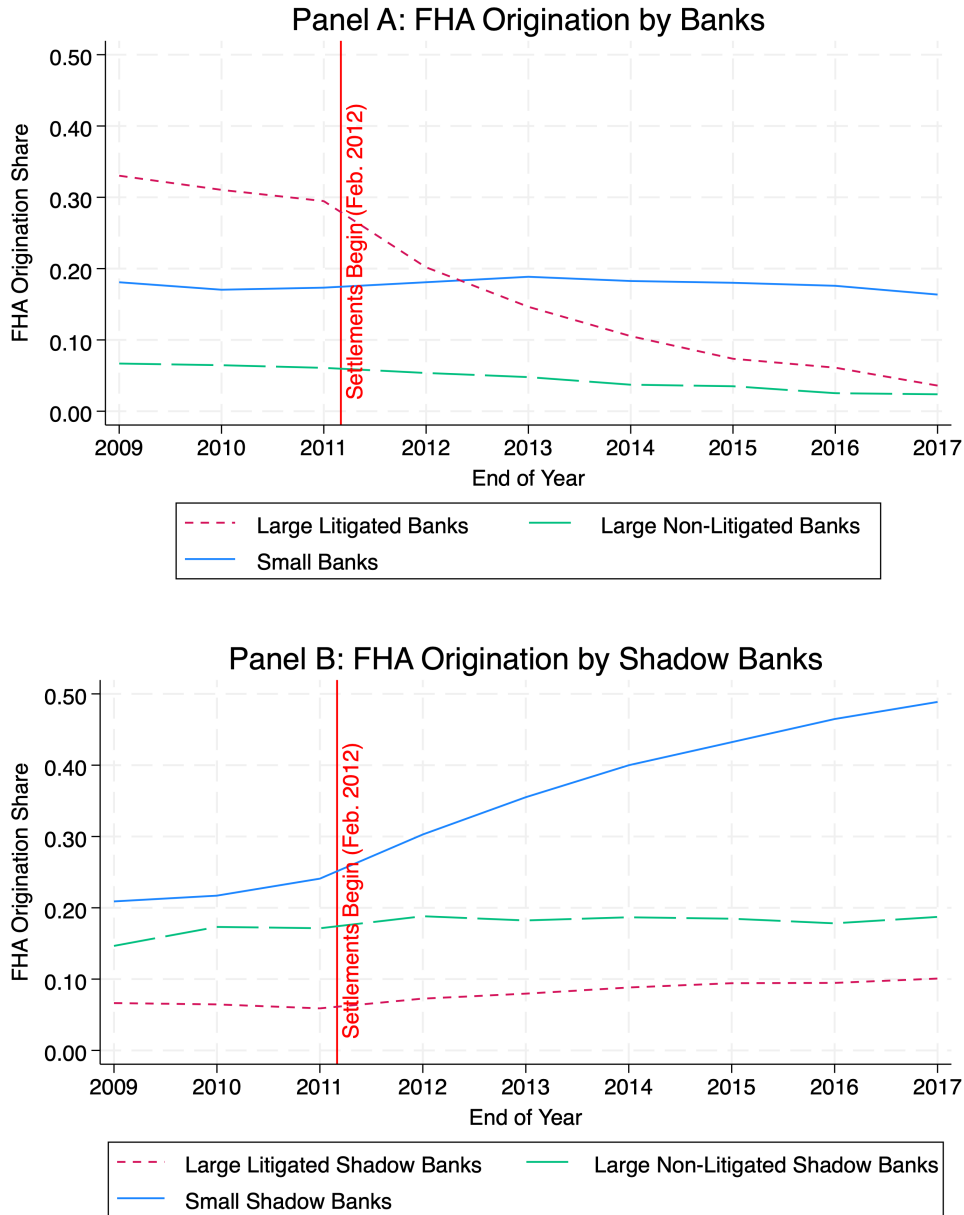 Panel A: FHA Origination by Banks
FHA Origination Share
0.50
0.40
0.30
0.20
0.10
0.00
Settlements Begin (Feb. 2012)
2009 2010 2011 2012 2013 2014 2015 2016 2017
End of Year
Large Litigated Banks Large Non-Litigated Banks
Small Banks
Panel B: FHA Origination by Shadow Banks
FHA Origination Share
0.50
0.40
0.30
0.20
0.10
0.00
Settlements Begin (Feb. 2012)
2009 2010 2011 2012 2013 2014 2015 2016 2017
End of Year
Large Litigated Shadow Banks Large Non-Litigated Shadow Banks
Small Shadow Banks